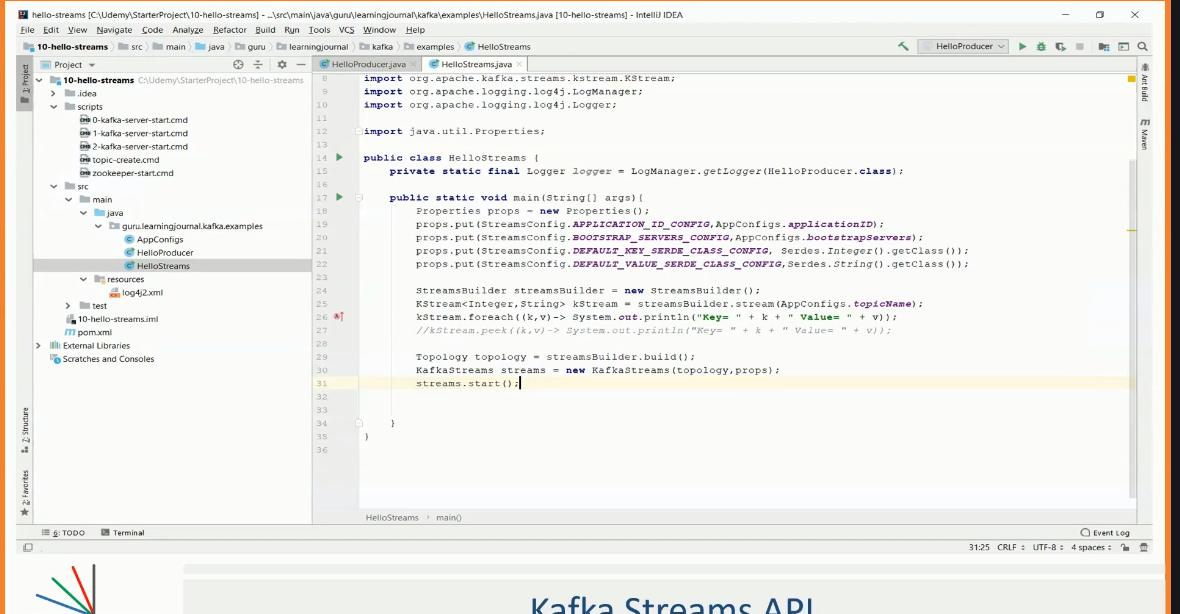 hello-streams [C:\Udemy\StarterProject\10-hello-streams] - ...\src\main\java\guru\learningjournal\kafka\examples\HelloStreams.java [10-hello-streams] - IntelliJ IDEA
File Edit View Navigate Code Analyze Refactor Build Run Tools VCS Window Help
10-hello-streams src main java guru learningjournal kafka examples HelloStreams HelloProducer
Project HelloProducer.java HelloStreams.java
1: Project
10-hello-streams C:\Udemy\StarterProject\10-hello-streams
.idea
scripts
0-kafka-server-start.cmd
1-kafka-server-start.cmd
2-kafka-server-start.cmd
topic-create.cmd
zookeeper-start.cmd
src
main
java
guru.learningjournal.kafka.examples
AppConfigs
HelloProducer
HelloStreams
resources
log4j2.xml
test
10-hello-streams.iml
pom.xml
External Libraries
Scratches and Consoles
8 import org.apache.kafka.streams.kstream.KStream;
9 import org.apache.logging.log4j.LogManager;
10 import org.apache.logging.log4j.Logger;
11
12 import java.util.Properties;
13
14 public class HelloStreams {
15 private static final Logger logger = LogManager.getLogger(HelloProducer.class);
16
17 public static void main(String[] args){
18 Properties props = new Properties();
19 props.put(StreamsConfig.APPLICATION_ID_CONFIG,AppConfigs.applicationID);
20 props.put(StreamsConfig.BOOTSTRAP_SERVERS_CONFIG,AppConfigs.bootstrapServers);
21 props.put(StreamsConfig.DEFAULT_KEY_SERDE_CLASS_CONFIG, Serdes.Integer().getClass());
22 props.put(StreamsConfig.DEFAULT_VALUE_SERDE_CLASS_CONFIG,Serdes.String().getClass());
23
24 StreamsBuilder streamsBuilder = new StreamsBuilder();
25 KStream<Integer,String> kStream = streamsBuilder.stream(AppConfigs.topicName);
26 kStream.foreach((k,v)-> System.out.println("Key= " + k + " Value= " + v));
27 //kStream.peek((k,v)-> System.out.println("Key= " + k + " Value= " + v));
28
29 Topology topology = streamsBuilder.build();
30 KafkaStreams streams = new KafkaStreams(topology,props);
31 streams.start();
32
33
34 }
35 }
36
Ant Build
m Maven
Z: Structure
2: Favorites
HelloStreams › main()
6: TODO Terminal Event Log
31:25 CRLF UTF-8 4 spaces
Kafka Streams API